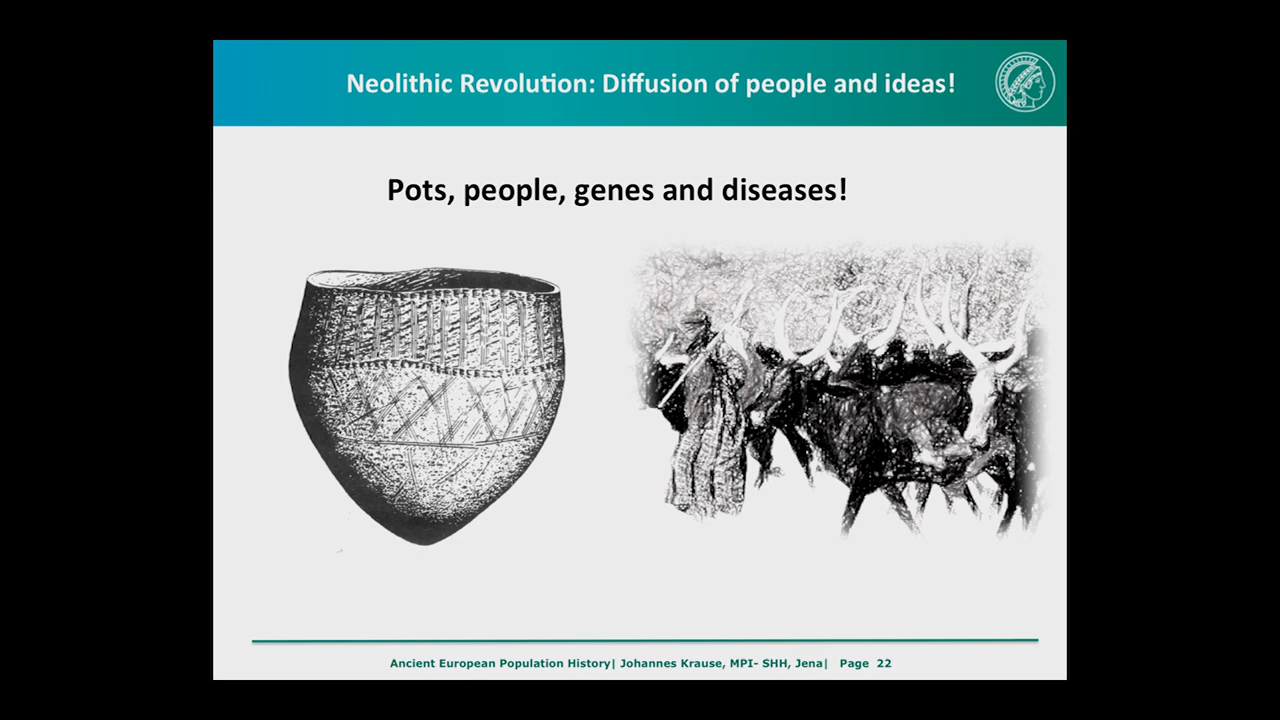 Neolithic Revolution: Diffusion of people and ideas!
Pots, people, genes and diseases!
Ancient European Population History| Johannes Krause, MPI- SHH, Jena| Page 22